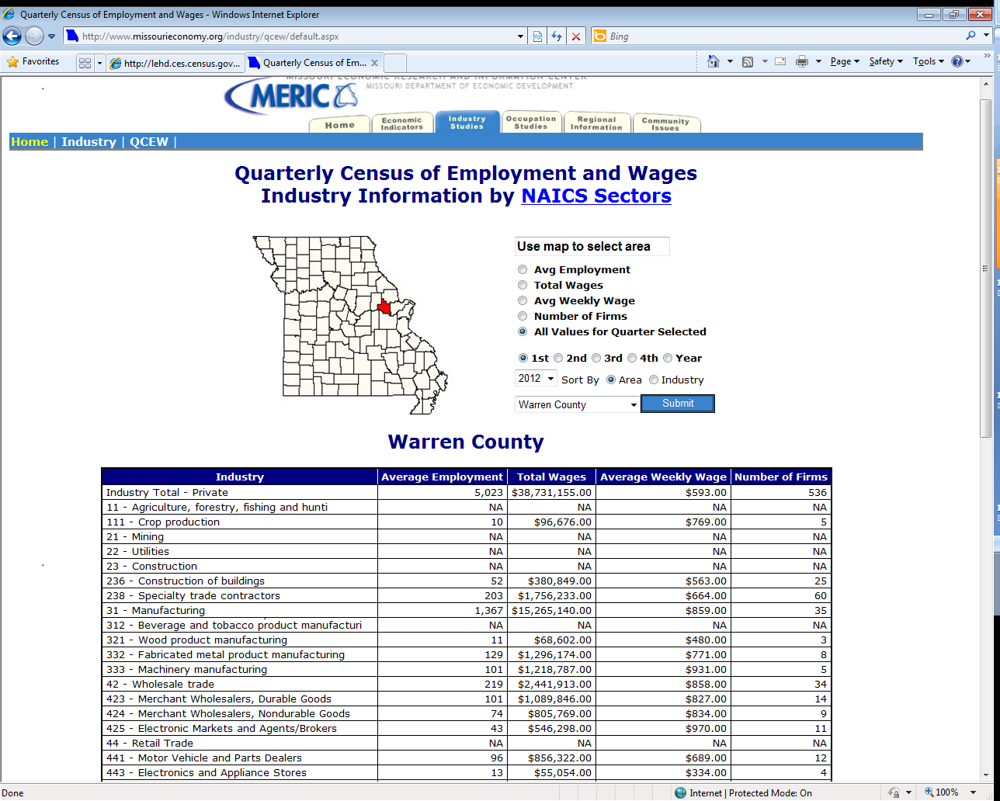 Quarterly Census of Employment and Wages - Windows Internet Explorer
http://www.missourieconomy.org/industry/qcew/default.aspx
Bing
Favorites
http://lehd.ces.census.gov...
Quarterly Census of Em...
Page
Safety
Tools
MISSOURI ECONOMIC RESEARCH AND INFORMATION CENTER
MISSOURI DEPARTMENT OF ECONOMIC DEVELOPMENT
MERIC
Home
Economic Indicators
Industry Studies
Occupation Studies
Regional Information
Community Issues
Home | Industry | QCEW |
Quarterly Census of Employment and Wages
Industry Information by NAICS Sectors
Use map to select area
Avg Employment
Total Wages
Avg Weekly Wage
Number of Firms
All Values for Quarter Selected
1st 2nd 3rd 4th Year
2012 Sort By Area Industry
Warren County Submit
Warren County
Industry Average Employment Total Wages Average Weekly Wage Number of Firms
Industry Total - Private 5,023 $38,731,155.00 $593.00 536
11 - Agriculture, forestry, fishing and hunti NA NA NA NA
111 - Crop production 10 $96,676.00 $769.00 5
21 - Mining NA NA NA NA
22 - Utilities NA NA NA NA
23 - Construction NA NA NA NA
236 - Construction of buildings 52 $380,849.00 $563.00 25
238 - Specialty trade contractors 203 $1,756,233.00 $664.00 60
31 - Manufacturing 1,367 $15,265,140.00 $859.00 35
312 - Beverage and tobacco product manufacturi NA NA NA NA
321 - Wood product manufacturing 11 $68,602.00 $480.00 3
332 - Fabricated metal product manufacturing 129 $1,296,174.00 $771.00 8
333 - Machinery manufacturing 101 $1,218,787.00 $931.00 5
42 - Wholesale trade 219 $2,441,913.00 $858.00 34
423 - Merchant Wholesalers, Durable Goods 101 $1,089,846.00 $827.00 14
424 - Merchant Wholesalers, Nondurable Goods 74 $805,769.00 $834.00 9
425 - Electronic Markets and Agents/Brokers 43 $546,298.00 $970.00 11
44 - Retail Trade NA NA NA NA
441 - Motor Vehicle and Parts Dealers 96 $856,322.00 $689.00 12
443 - Electronics and Appliance Stores 13 $55,054.00 $334.00 4
Done
Internet | Protected Mode: On
100%